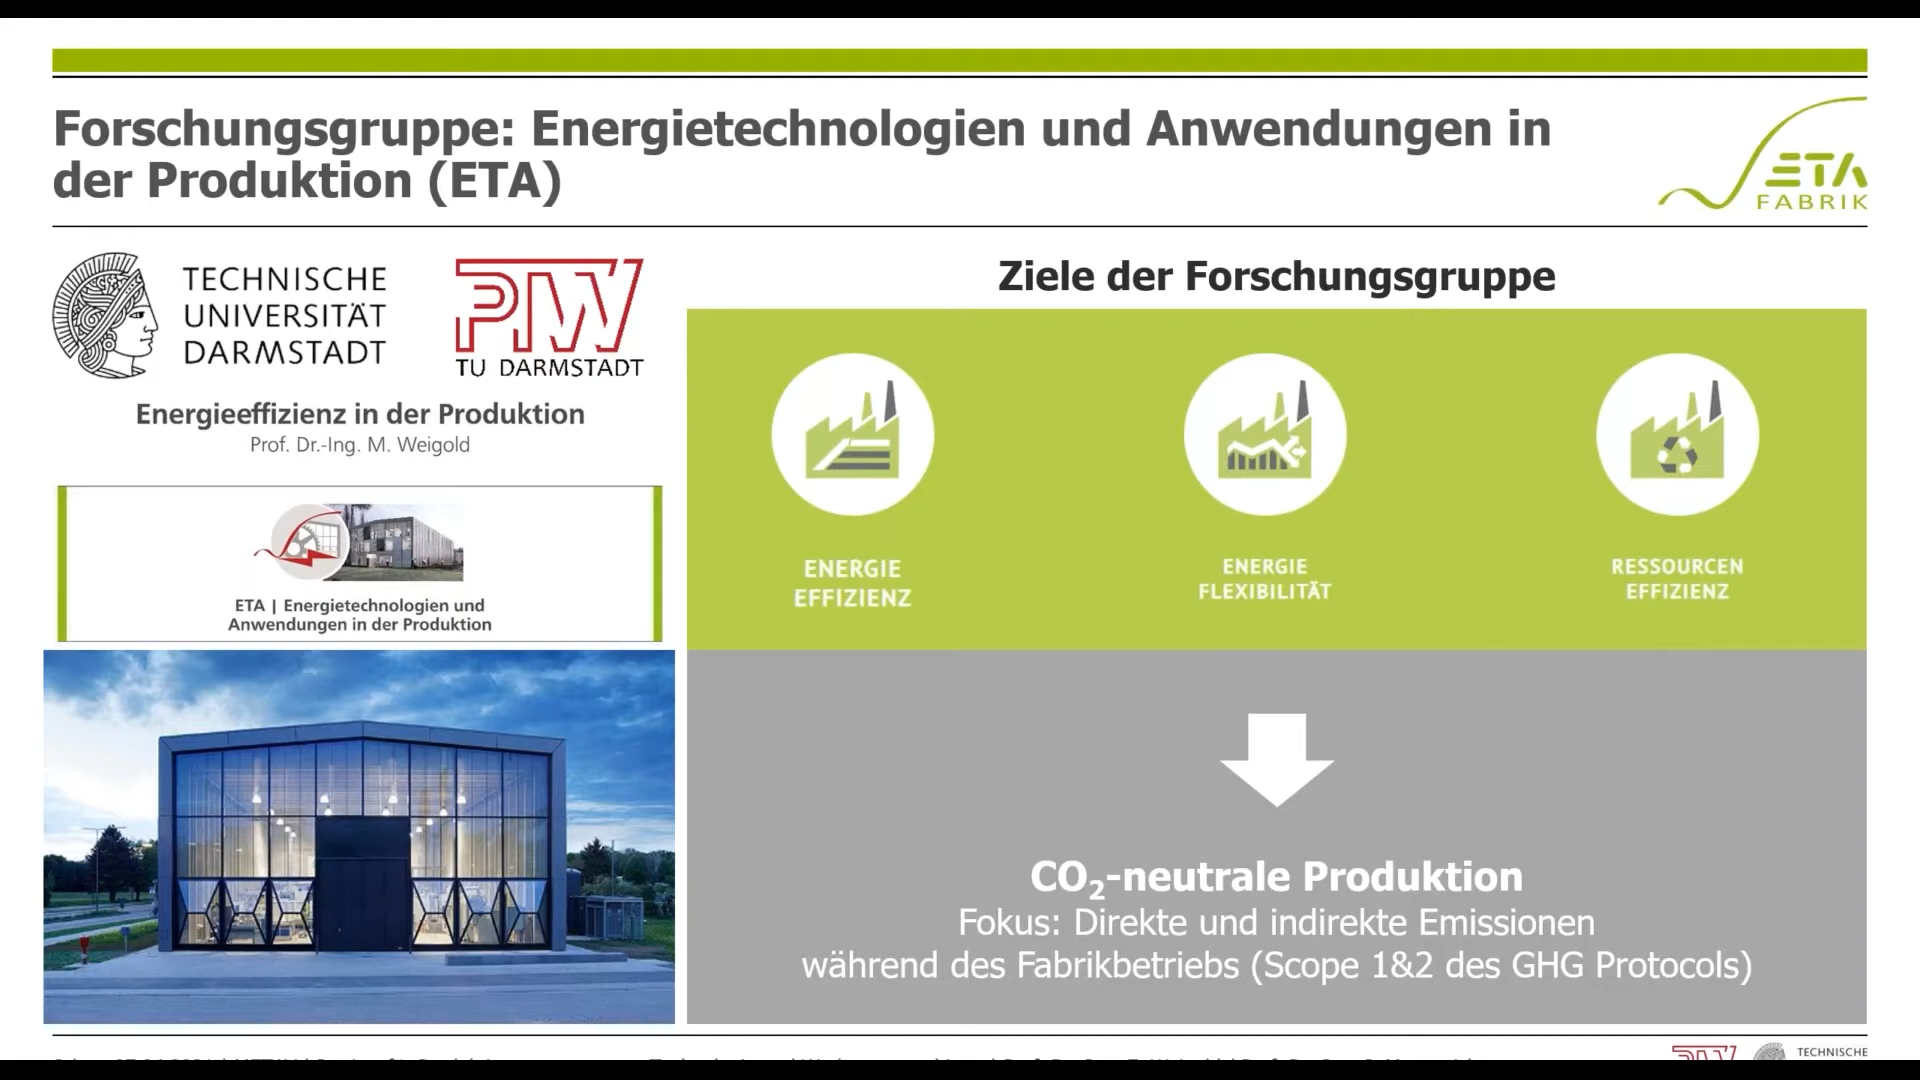 Forschungsgruppe: Energietechnologien und Anwendungen in
der Produktion (ETA)
ETA
FABRIK
TECHNISCHE
UNIVERSITÄT
DARMSTADT
PTW
TU DARMSTADT
Energieeffizienz in der Produktion
Prof. Dr.-Ing. M. Weigold
ETA | Energietechnologien und
Anwendungen in der Produktion
Ziele der Forschungsgruppe
ENERGIE
EFFIZIENZ
ENERGIE
FLEXIBILITÄT
RESSOURCEN
EFFIZIENZ
CO₂-neutrale Produktion
Fokus: Direkte und indirekte Emissionen
während des Fabrikbetriebs (Scope 1&2 des GHG Protocols)
TECHNISCHE